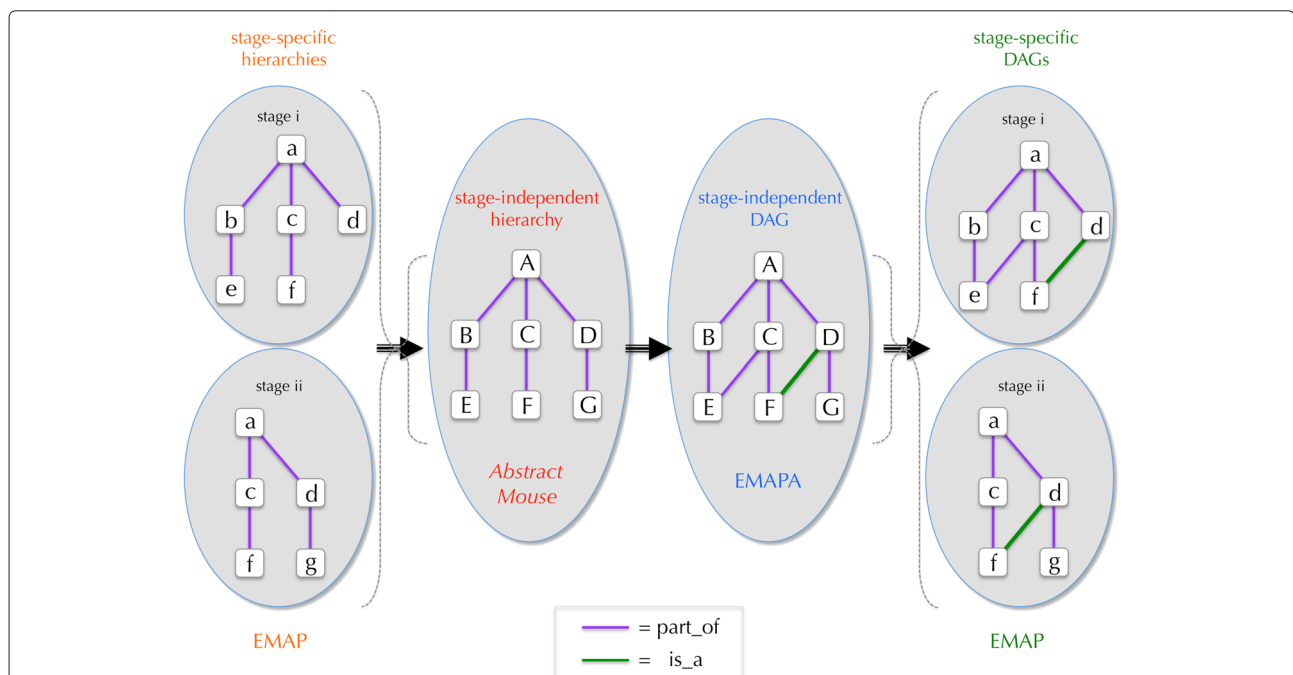 stage-specific
hierarchies
stage i
a
b
c
d
e
f
stage ii
a
c
d
f
g
EMAP
stage-independent
hierarchy
A
B
C
D
E
F
G
Abstract
Mouse
stage-independent
DAG
A
B
C
D
E
F
G
EMAPA
stage-specific
DAGs
stage i
a
b
c
d
e
f
stage ii
a
c
d
f
g
EMAP
= part_of
= is_a